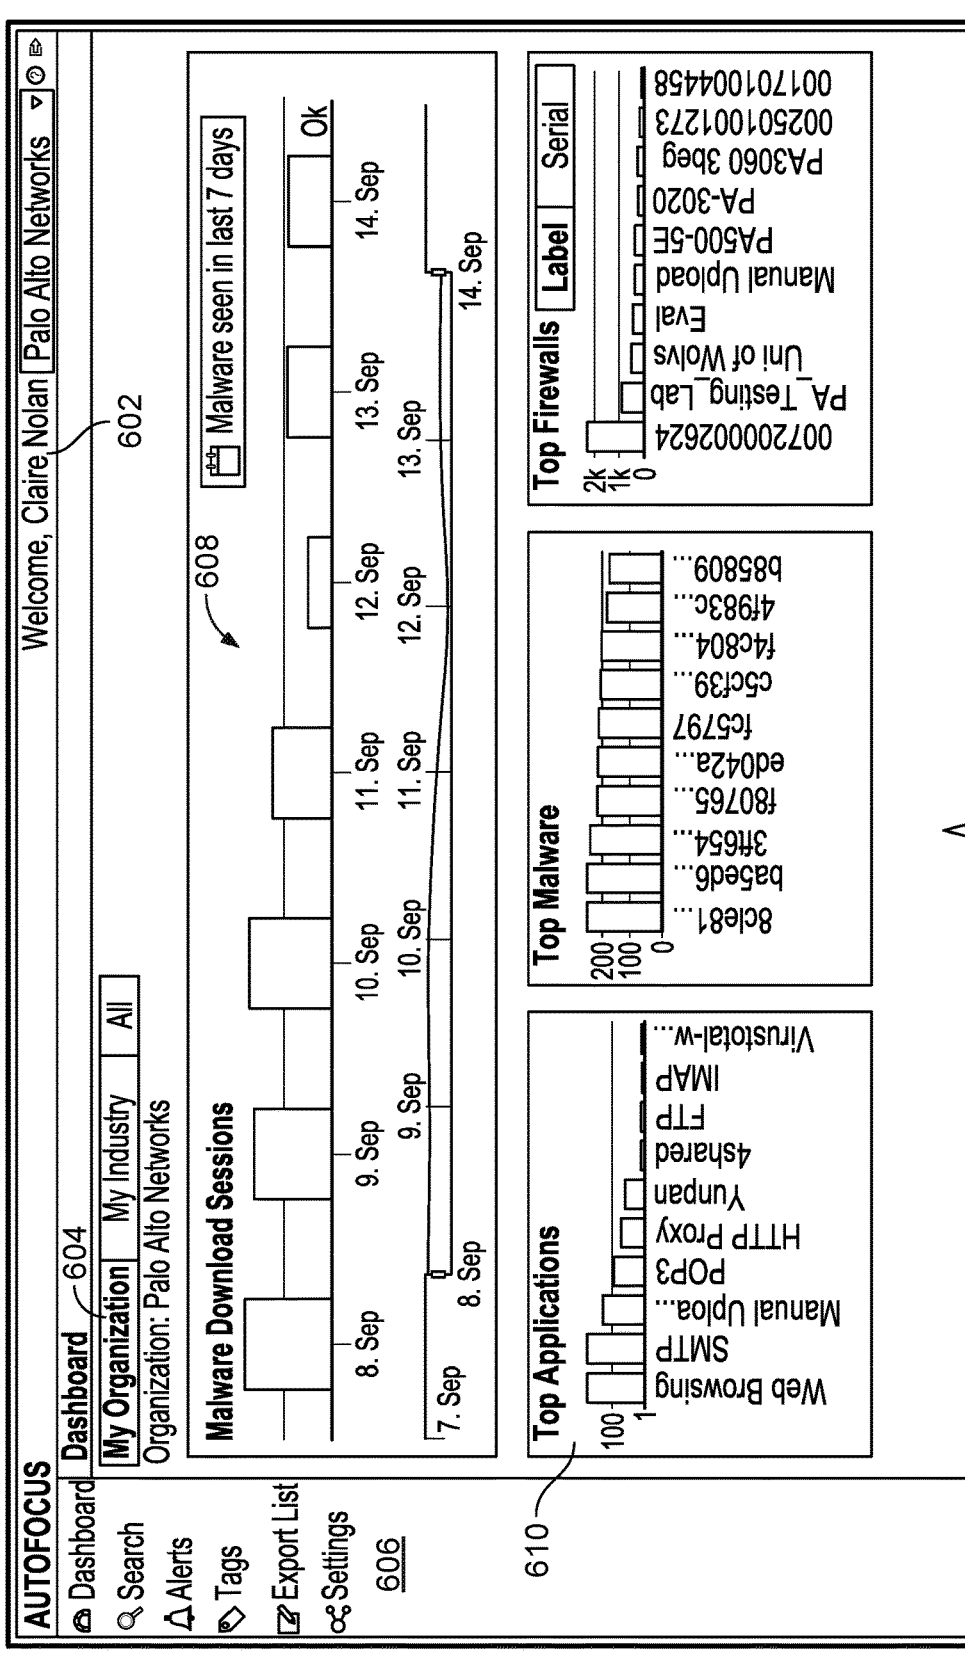 AUTOFOCUS
Welcome, Claire Nolan
Palo Alto Networks
602
Dashboard
Search
Alerts
Tags
Export List
Settings
606
Dashboard
604
My Organization
My Industry
All
Organization: Palo Alto Networks
Malware Download Sessions
608
Malware seen in last 7 days
Ok
8. Sep
9. Sep
10. Sep
11. Sep
12. Sep
13. Sep
14. Sep
7. Sep
8. Sep
9. Sep
10. Sep
11. Sep
12. Sep
13. Sep
14. Sep
610
Top Applications
100
1
Web Browsing
SMTP
Manual Uploa...
POP3
HTTP Proxy
Yunpan
4shared
FTP
IMAP
Virustotal-w...
Top Malware
200
100
0
8cle81...
ba5ed6...
3ft654...
f80765...
ed042a...
fc5797
c5cf39...
f4c804...
4f983c...
b85809...
Top Firewalls
Label
Serial
2k
1k
0
007200002624
PA_Testing_Lab
Uni of Wolvs
Eval
Manual Upload
PA500-5E
PA-3020
PA3060 3beg
002501001273
001701004458